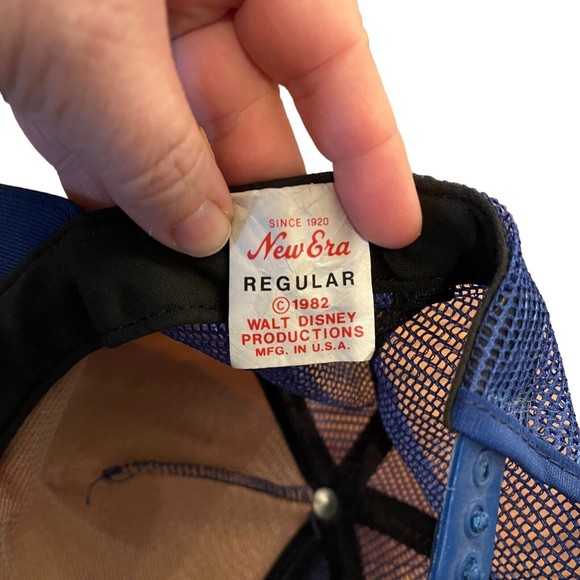 SINCE 1920
New Era
REGULAR
© 1982
WALT DISNEY
PRODUCTIONS
MFG. IN U.S.A.